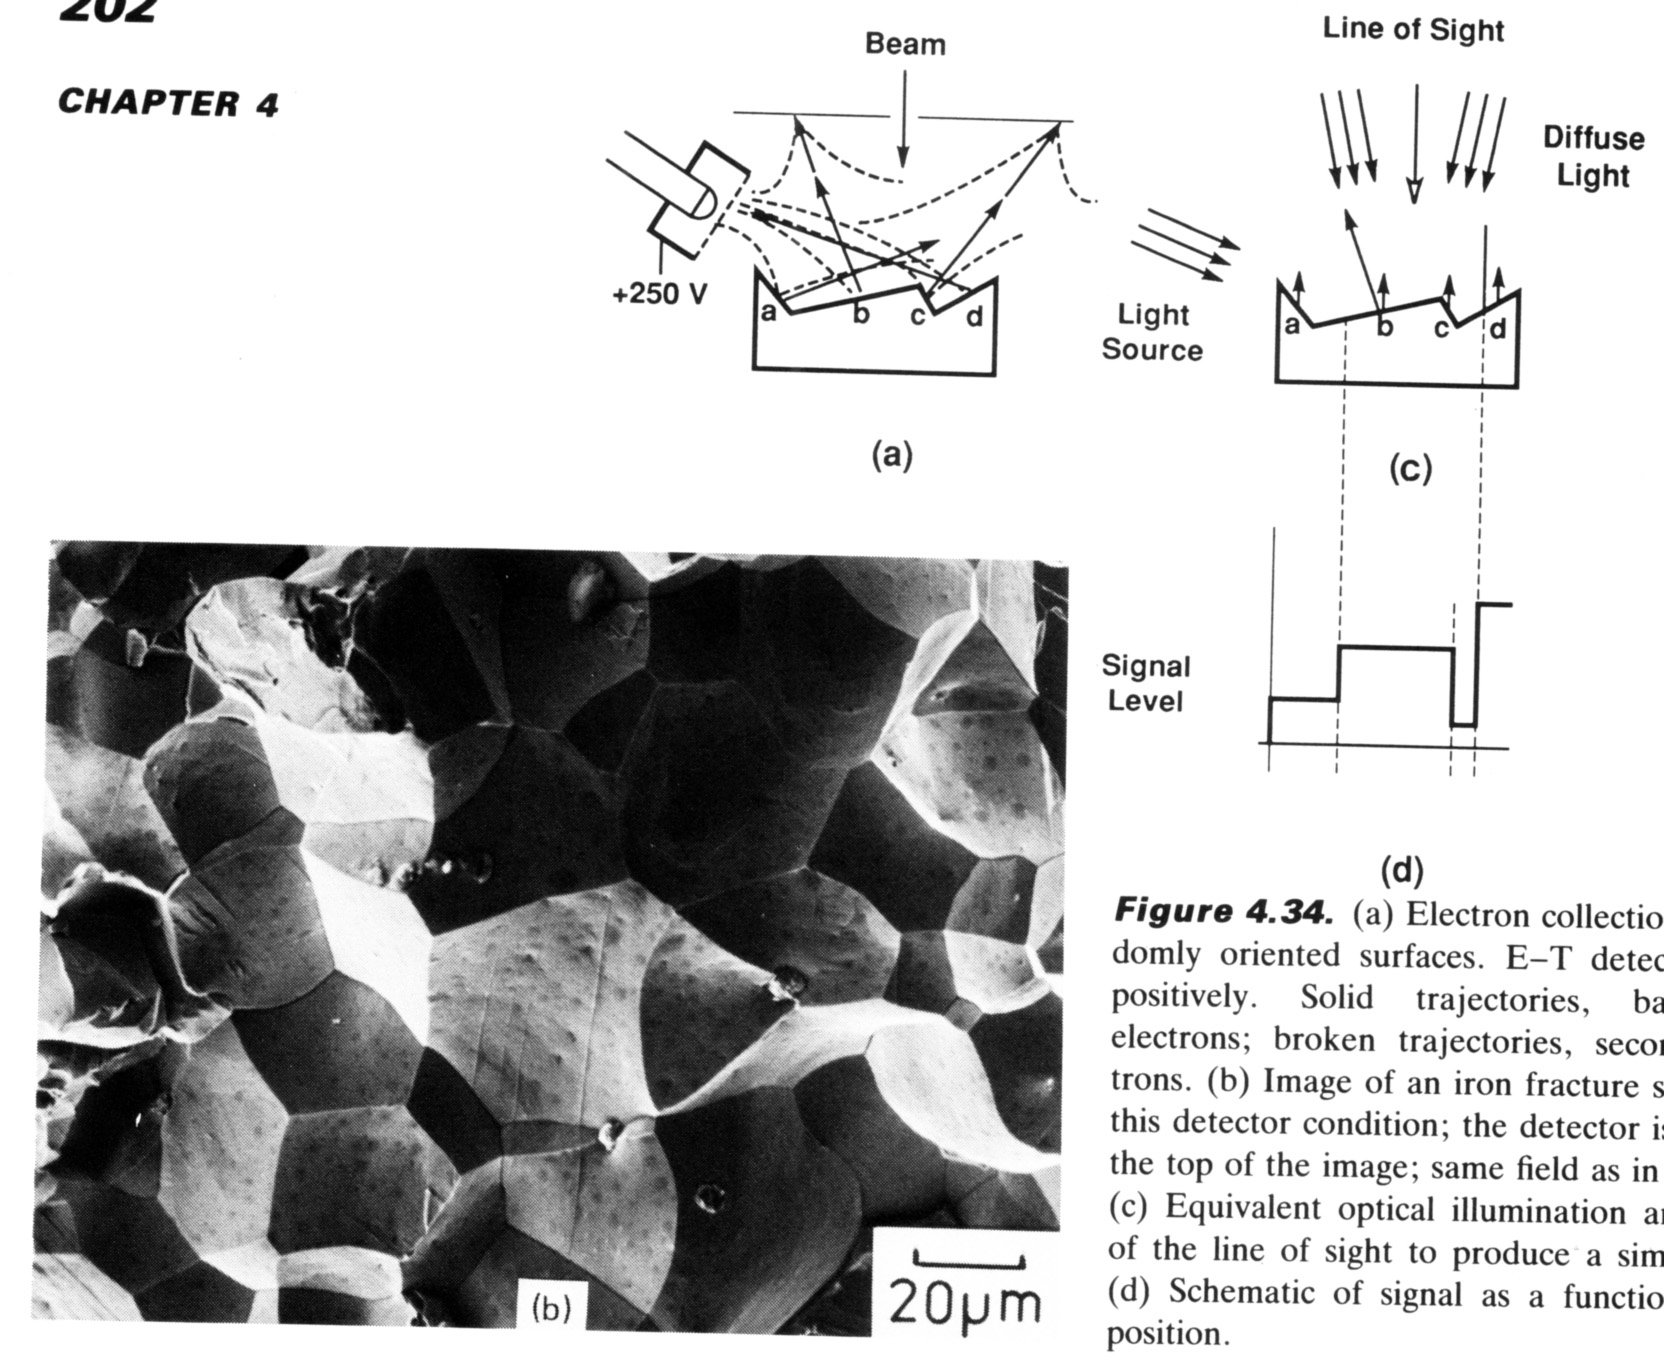 202
CHAPTER 4
Beam
+250 V
a b c d
(a)
Line of Sight
Diffuse
Light
Light
Source
a b c d
(c)
Signal
Level
(d)
(b)
20μm
Figure 4.34. (a) Electron collectio
domly oriented surfaces. E–T detec
positively. Solid trajectories, ba
electrons; broken trajectories, secon
trons. (b) Image of an iron fracture s
this detector condition; the detector is
the top of the image; same field as in
(c) Equivalent optical illumination an
of the line of sight to produce a sim
(d) Schematic of signal as a functio
position.